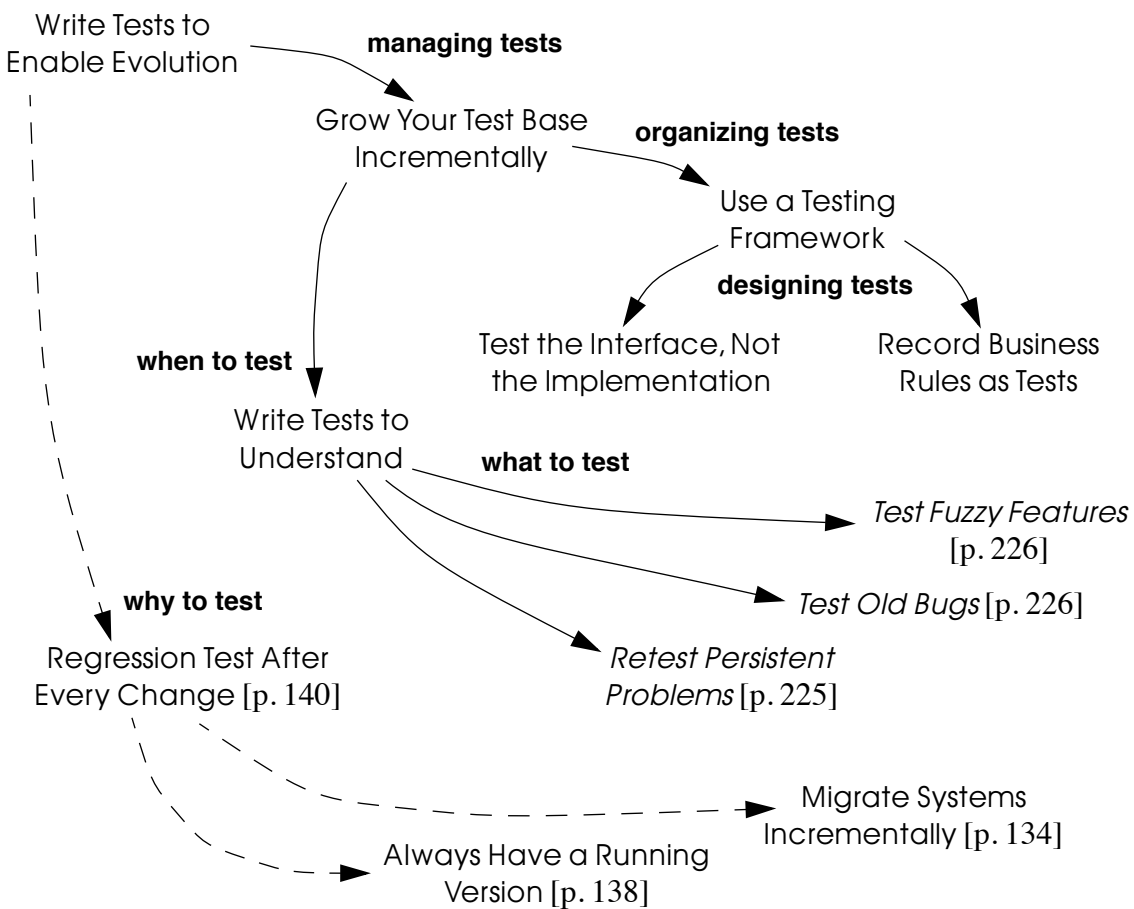 Write Tests to
Enable Evolution
managing tests
Grow Your Test Base
Incrementally
organizing tests
Use a Testing
Framework
designing tests
Test the Interface, Not
the Implementation
Record Business
Rules as Tests
when to test
Write Tests to
Understand
what to test
Test Fuzzy Features
[p. 226]
Test Old Bugs [p. 226]
Retest Persistent
Problems [p. 225]
why to test
Regression Test After
Every Change [p. 140]
Migrate Systems
Incrementally [p. 134]
Always Have a Running
Version [p. 138]